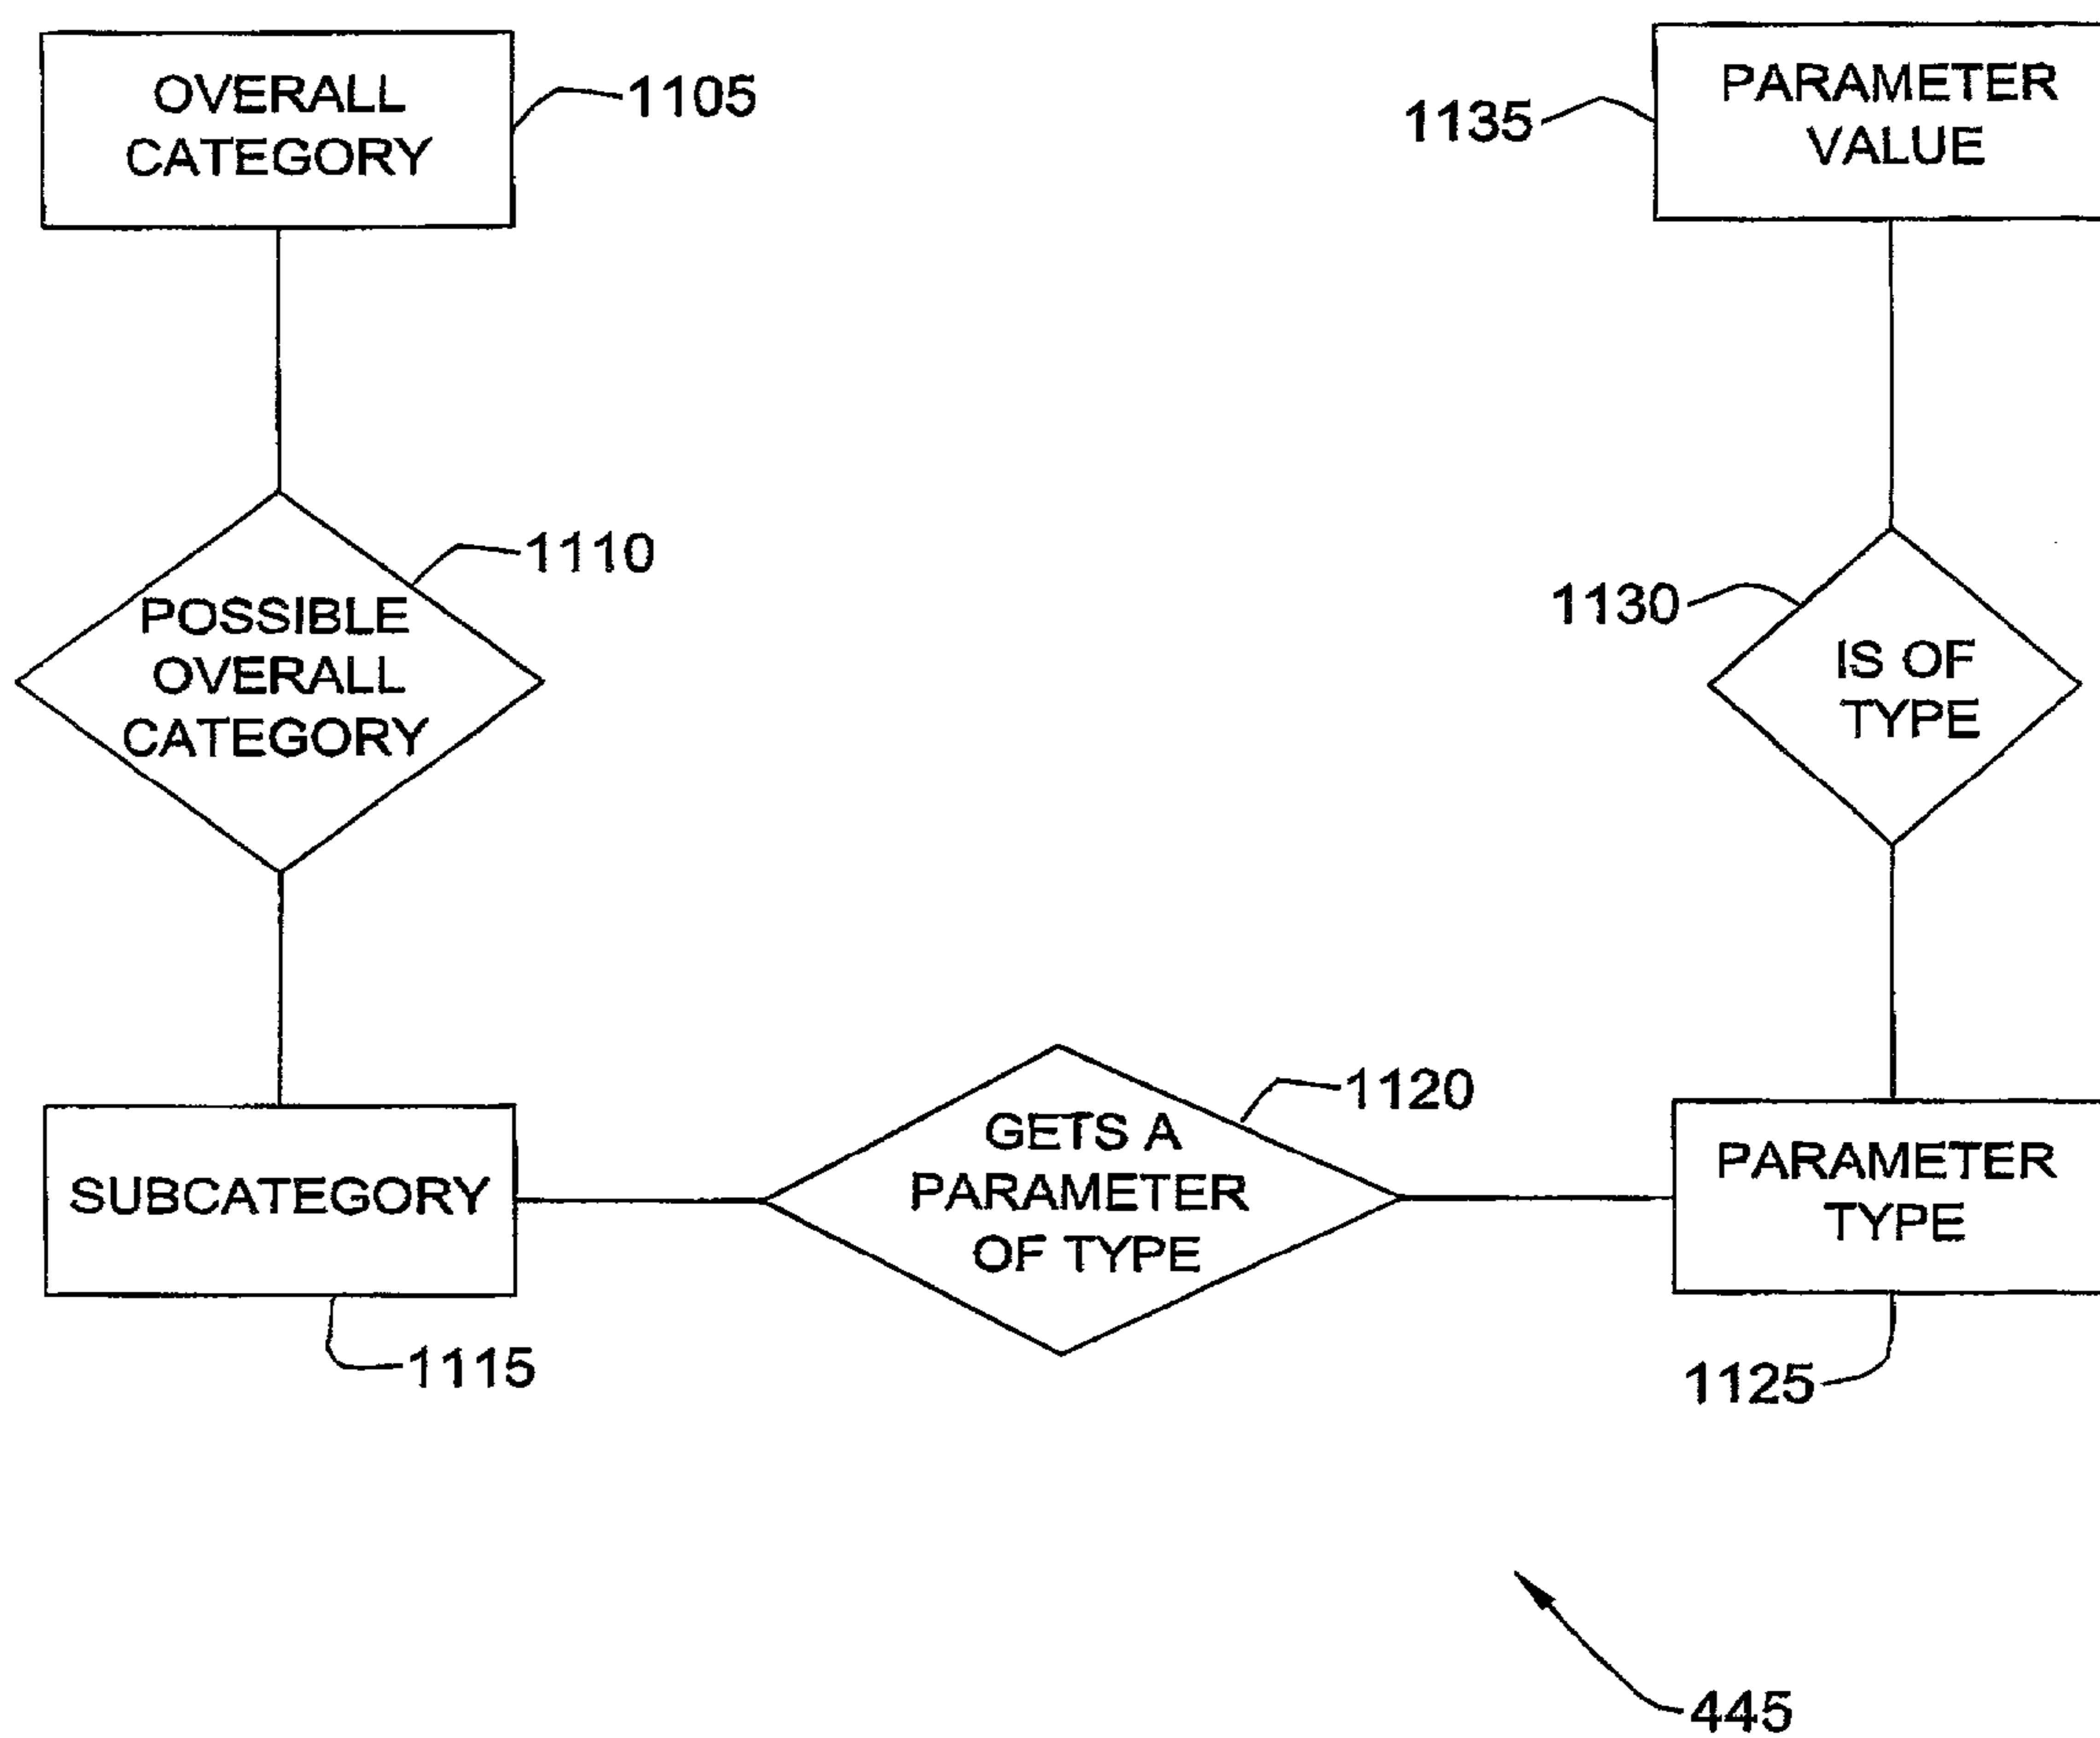 OVERALL
CATEGORY
1105
PARAMETER
VALUE
1135
POSSIBLE
OVERALL
CATEGORY
1110
IS OF
TYPE
1130
SUBCATEGORY
1115
GETS A
PARAMETER
OF TYPE
1120
PARAMETER
TYPE
1125
445